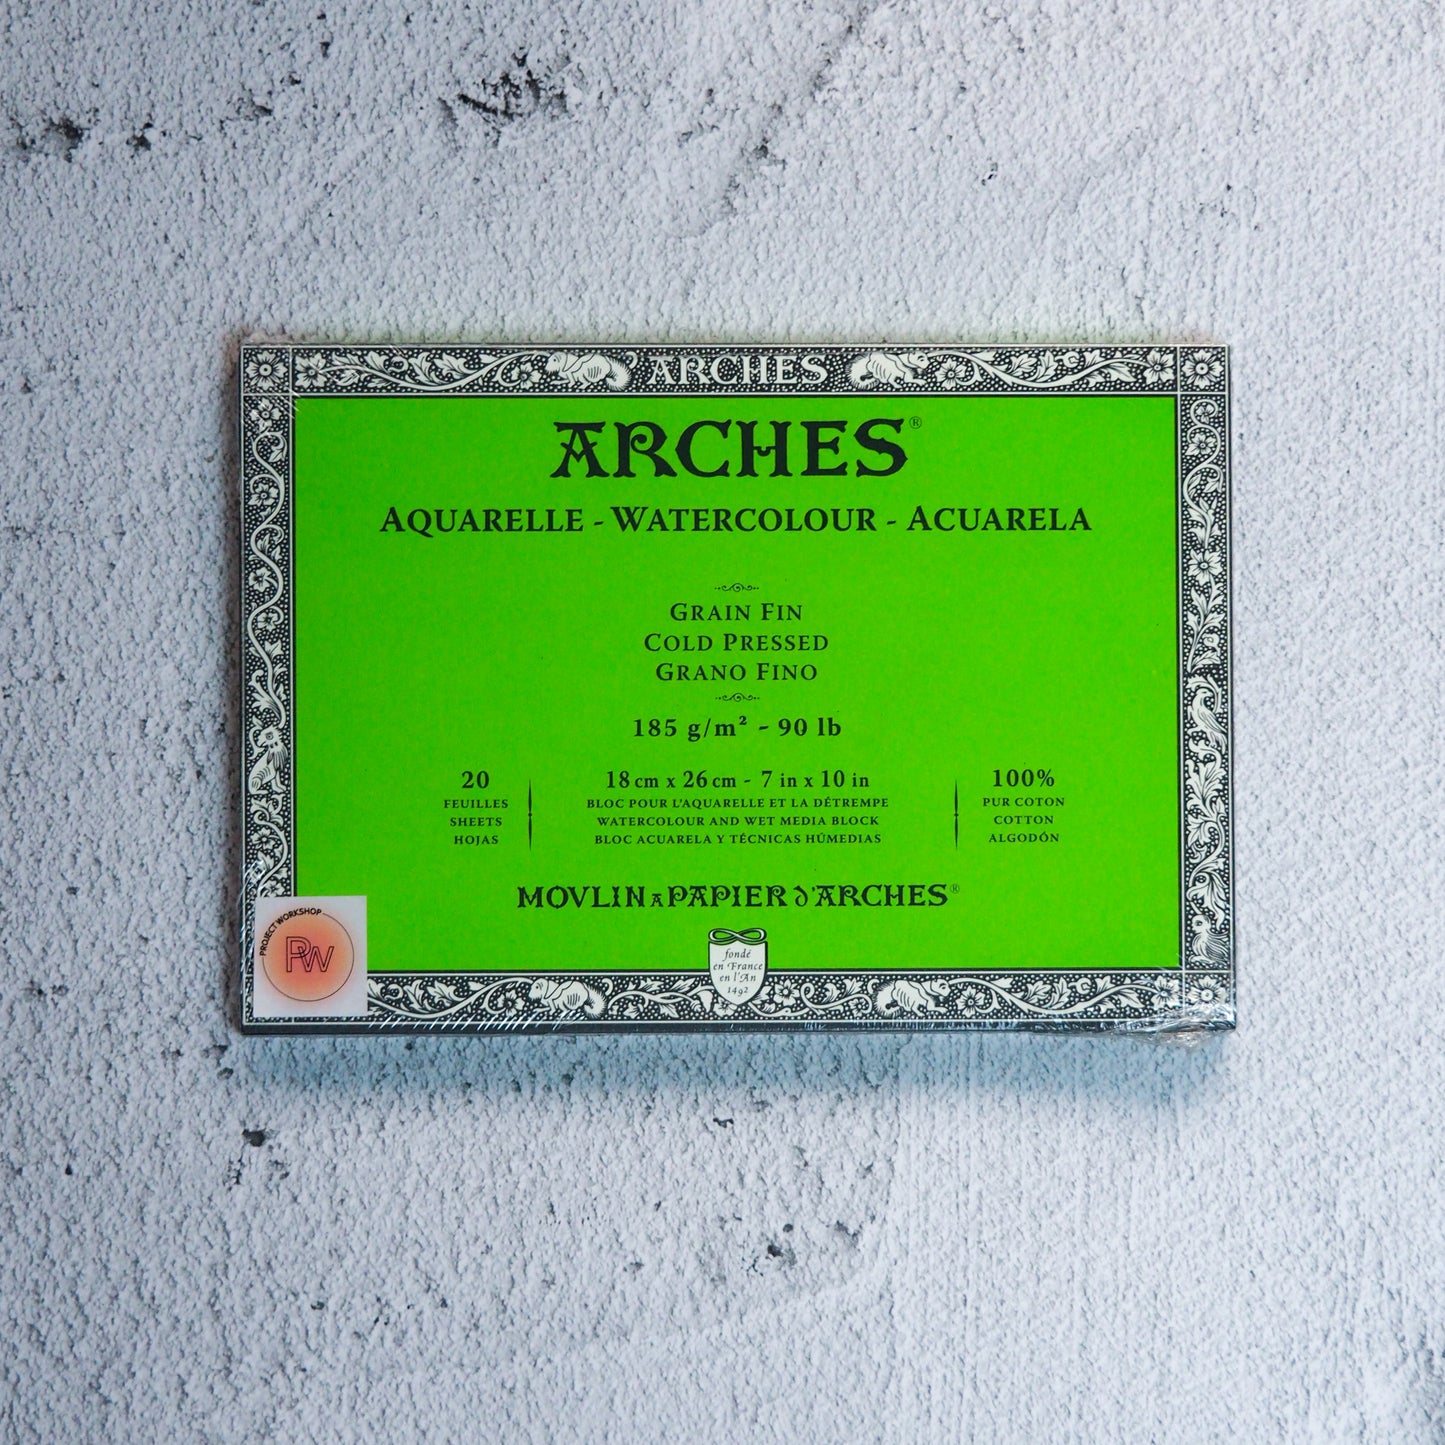 ARCHES
ARCHES®
AQUARELLE - WATERCOLOUR - ACUARELA
GRAIN FIN
COLD PRESSED
GRANO FINO
185 g/m² - 90 lb
20
FEUILLES
SHEETS
HOJAS
18 cm x 26 cm - 7 in x 10 in
BLOC POUR L'AQUARELLE ET LA DÉTREMPE
WATERCOLOUR AND WET MEDIA BLOCK
BLOC ACUARELA Y TÉCNICAS HÚMEDIAS
100%
PUR COTON
COTTON
ALGODÓN
MOVLIN A PAPIER D'ARCHES®
fondé
en France
en l'An
1492
PROJECT WORKSHOP
PW